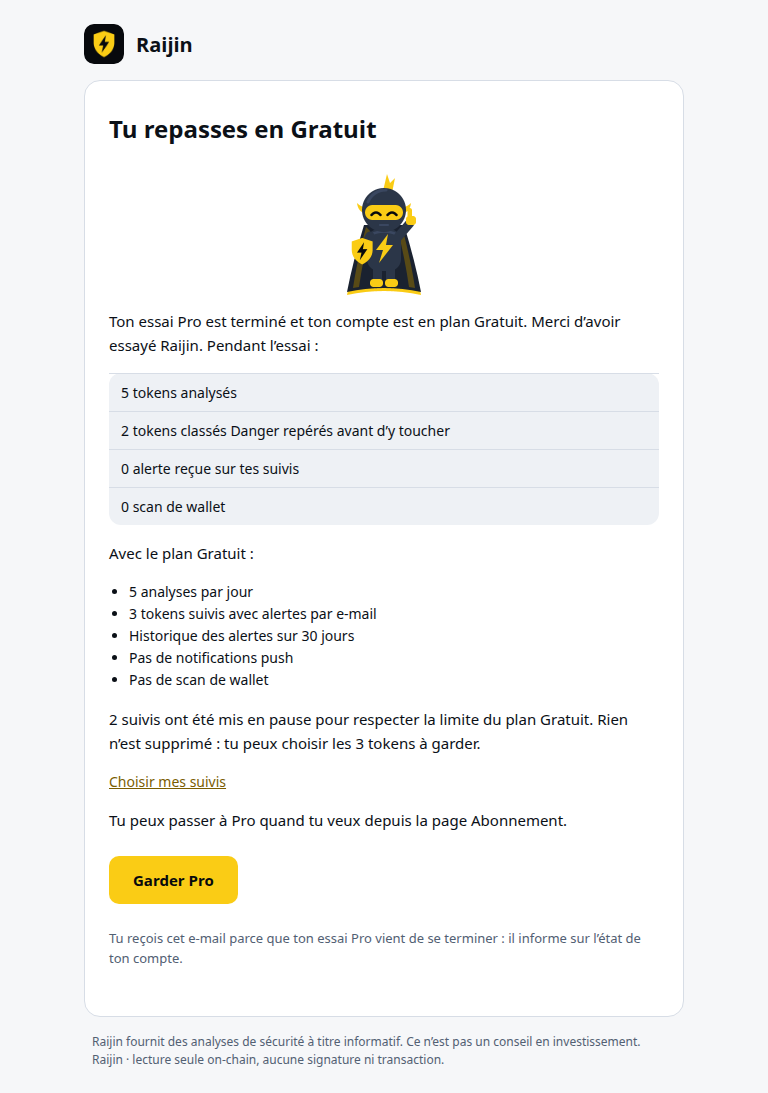 Raijin
Tu repasses en Gratuit
Ton essai Pro est terminé et ton compte est en plan Gratuit. Merci d’avoir
essayé Raijin. Pendant l’essai :
5 tokens analysés
2 tokens classés Danger repérés avant d’y toucher
0 alerte reçue sur tes suivis
0 scan de wallet
Avec le plan Gratuit :
5 analyses par jour
3 tokens suivis avec alertes par e-mail
Historique des alertes sur 30 jours
Pas de notifications push
Pas de scan de wallet
2 suivis ont été mis en pause pour respecter la limite du plan Gratuit. Rien
n’est supprimé : tu peux choisir les 3 tokens à garder.
Choisir mes suivis
Tu peux passer à Pro quand tu veux depuis la page Abonnement.
Garder Pro
Tu reçois cet e-mail parce que ton essai Pro vient de se terminer : il informe sur l’état de
ton compte.
Raijin fournit des analyses de sécurité à titre informatif. Ce n’est pas un conseil en investissement.
Raijin · lecture seule on-chain, aucune signature ni transaction.